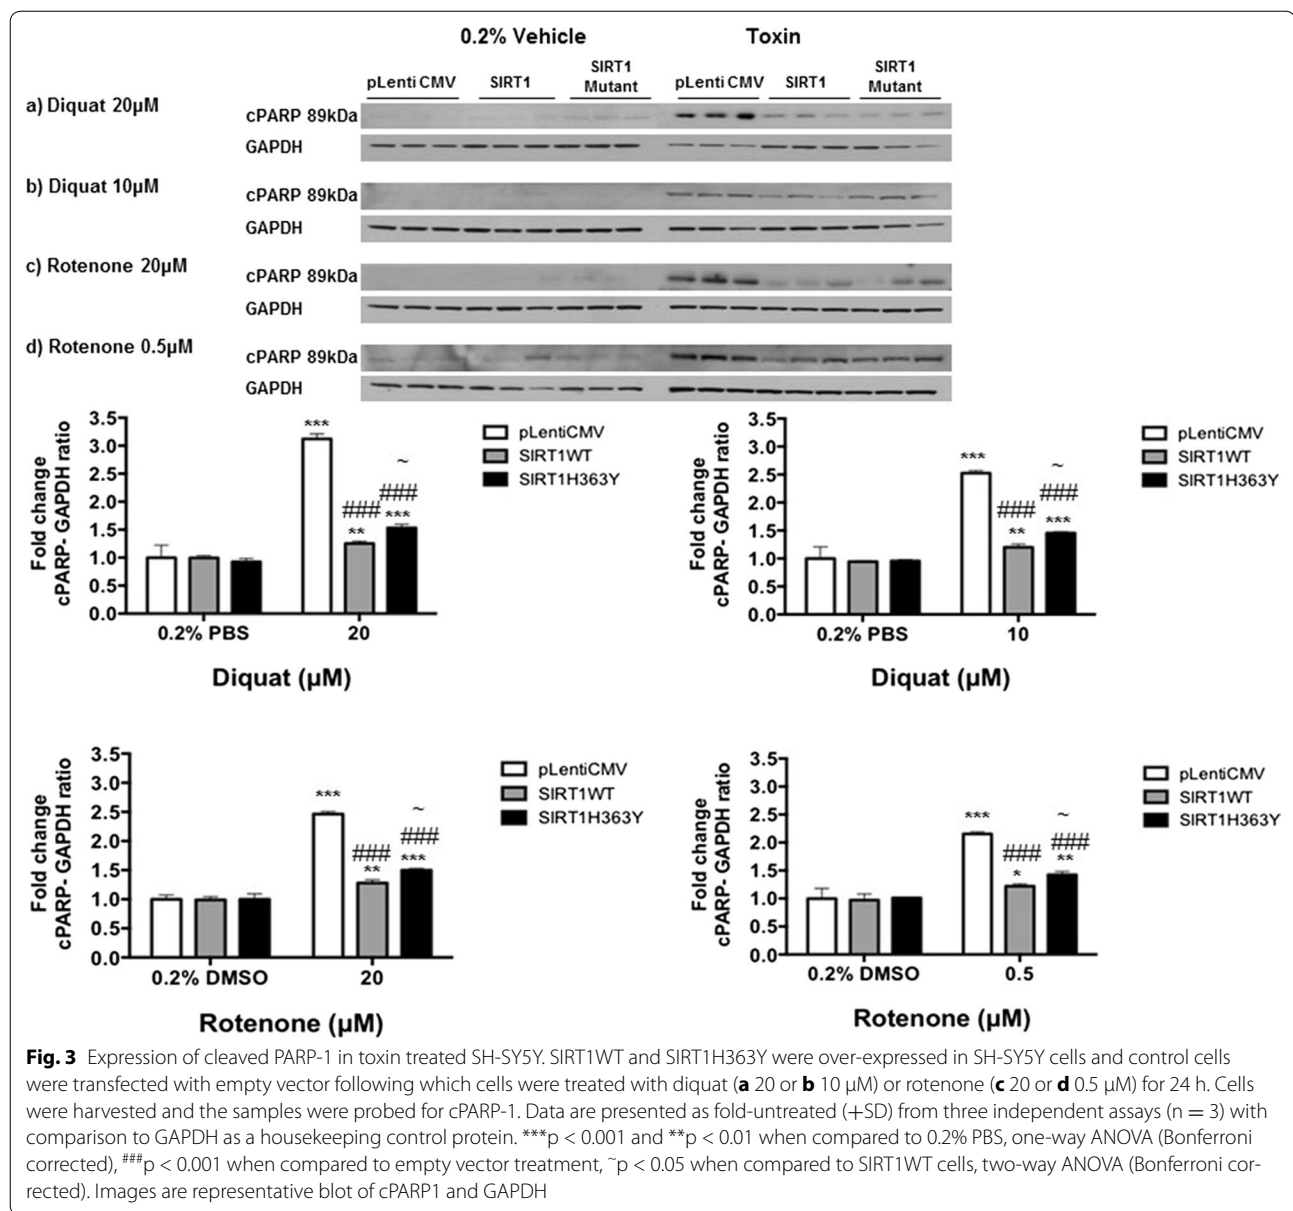 0.2% Vehicle Toxin
pLenti CMV SIRT1 SIRT1 Mutant pLenti CMV SIRT1 SIRT1 Mutant
a) Diquat 20µM
cPARP 89kDa
GAPDH
b) Diquat 10µM
cPARP 89kDa
GAPDH
c) Rotenone 20µM
cPARP 89kDa
GAPDH
d) Rotenone 0.5µM
cPARP 89kDa
GAPDH
Fold change
cPARP- GAPDH ratio
3.5
3.0
2.5
2.0
1.5
1.0
0.5
0.0
***
###
**
~
###
***
pLentiCMV
SIRT1WT
SIRT1H363Y
0.2% PBS 20
Diquat (µM)
Fold change
cPARP- GAPDH ratio
3.5
3.0
2.5
2.0
1.5
1.0
0.5
0.0
***
###
**
~
###
***
pLentiCMV
SIRT1WT
SIRT1H363Y
0.2% PBS 10
Diquat (µM)
Fold change
cPARP- GAPDH ratio
3.5
3.0
2.5
2.0
1.5
1.0
0.5
0.0
***
###
**
~
###
***
pLentiCMV
SIRT1WT
SIRT1H363Y
0.2% DMSO 20
Rotenone (µM)
Fold change
cPARP- GAPDH ratio
3.5
3.0
2.5
2.0
1.5
1.0
0.5
0.0
***
###
*
~
###
**
pLentiCMV
SIRT1WT
SIRT1H363Y
0.2% DMSO 0.5
Rotenone (µM)
Fig. 3 Expression of cleaved PARP-1 in toxin treated SH-SY5Y. SIRT1WT and SIRT1H363Y were over-expressed in SH-SY5Y cells and control cells
were transfected with empty vector following which cells were treated with diquat (a 20 or b 10 µM) or rotenone (c 20 or d 0.5 µM) for 24 h. Cells
were harvested and the samples were probed for cPARP-1. Data are presented as fold-untreated (+SD) from three independent assays (n = 3) with
comparison to GAPDH as a housekeeping control protein. ***p < 0.001 and **p < 0.01 when compared to 0.2% PBS, one-way ANOVA (Bonferroni
corrected), ###p < 0.001 when compared to empty vector treatment, ~p < 0.05 when compared to SIRT1WT cells, two-way ANOVA (Bonferroni cor-
rected). Images are representative blot of cPARP1 and GAPDH